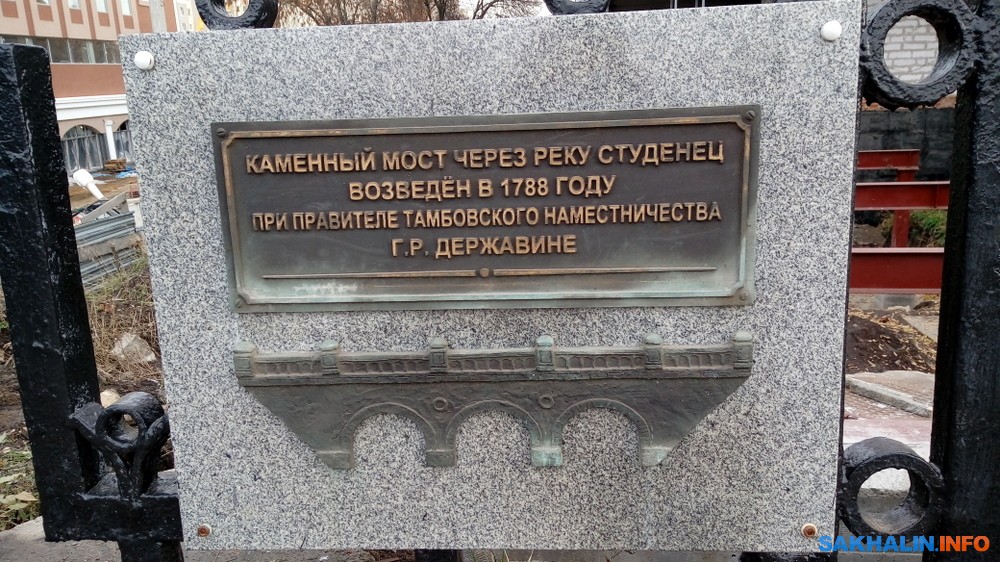 КАМЕННЫЙ МОСТ ЧЕРЕЗ РЕКУ СТУДЕНЕЦ
ВОЗВЕДЁН В 1788 ГОДУ
ПРИ ПРАВИТЕЛЕ ТАМБОВСКОГО НАМЕСТНИЧЕСТВА
Г.Р. ДЕРЖАВИНЕ
SAKHALIN.INFO